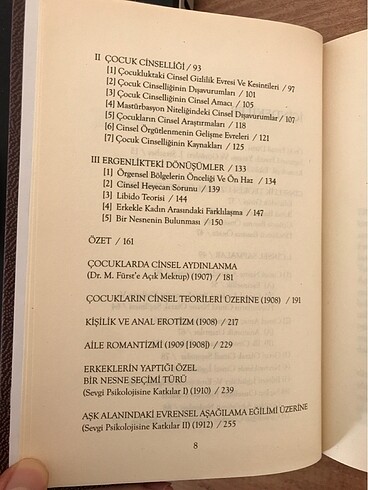 II ÇOCUK CİNSELLİĞİ / 93
[1] Çocukluktaki Cinsel Gizlilik Evresi Ve Kesintileri / 97
[2] Çocuk Cinselliğinin Dışavurumları / 101
[3] Çocuk Cinselliğinin Cinsel Amacı / 105
[4] Mastürbasyon Niteliğindeki Cinsel Dışavurumlar / 107
[5] Çocukların Cinsel Araştırmaları / 118
[6] Cinsel Örgütlenmenin Gelişme Evreleri / 121
[7] Çocuk Cinselliğinin Kaynakları / 125
III ERGENLİKTEKİ DÖNÜŞÜMLER / 133
[1] Örgensel Bölgelerin Önceliği Ve Ön Haz / 134
[2] Cinsel Heyecan Sorunu / 139
[3] Libido Teorisi / 144
[4] Erkekle Kadın Arasındaki Farklılaşma / 147
[5] Bir Nesnenin Bulunması / 150
ÖZET / 161
ÇOCUKLARDA CİNSEL AYDINLANMA
(Dr. M. Fürst'e Açık Mektup) (1907) / 181
ÇOCUKLARIN CİNSEL TEORİLERİ ÜZERİNE (1908) / 191
KİŞİLİK VE ANAL EROTİZM (1908) / 217
AİLE ROMANTİZMİ (1909 [1908]) / 229
ERKEKLERİN YAPTIĞI ÖZEL
BİR NESNE SEÇİMİ TÜRÜ
(Sevgi Psikolojisine Katkılar I) (1910) / 239
AŞK ALANINDAKİ EVRENSEL AŞAĞILAMA EĞİLİMİ ÜZERİNE
(Sevgi Psikolojisine Katkılar II) (1912) / 255
8